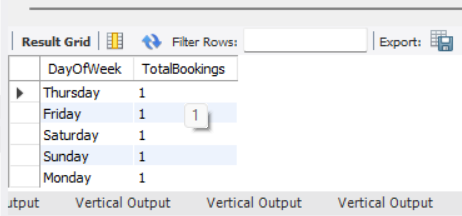 Result Grid Filter Rows: Export:
DayOfWeek TotalBookings
Thursday 1
Friday 1 1
Saturday 1
Sunday 1
Monday 1
utput Vertical Output Vertical Output Vertical Output